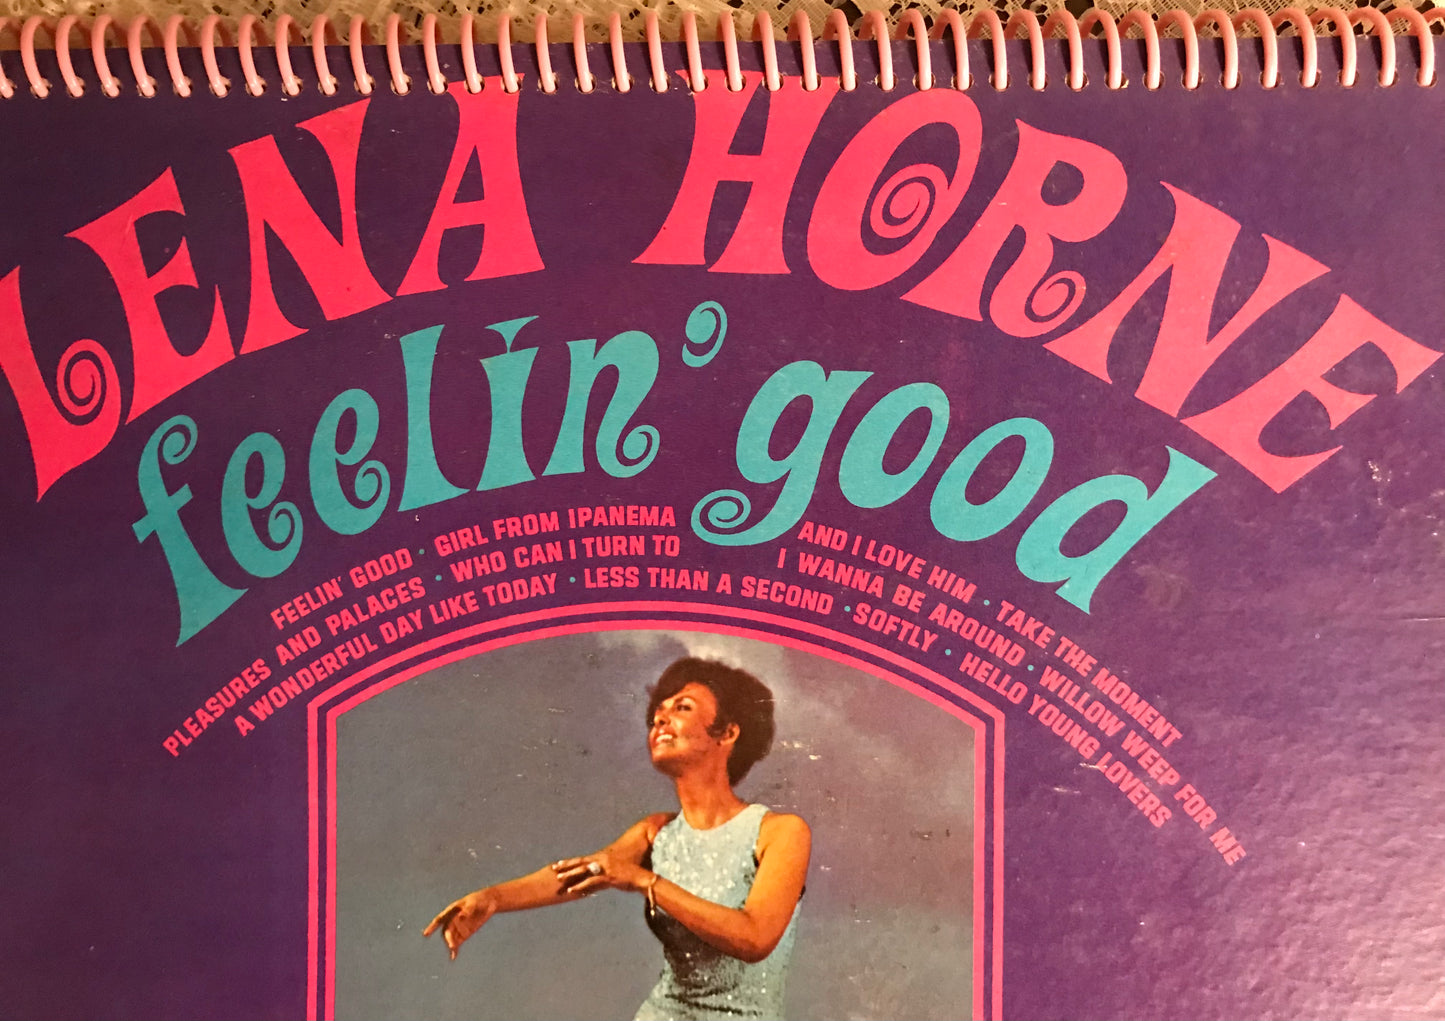 LENA HORNE
feelin' good
FEELIN' GOOD · GIRL FROM IPANEMA
PLEASURES AND PALACES · WHO CAN I TURN TO
A WONDERFUL DAY LIKE TODAY · LESS THAN A SECOND · SOFTLY · HELLO YOUNG LOVERS
AND I LOVE HIM · TAKE THE MOMENT
I WANNA BE AROUND · WILLOW WEEP FOR ME